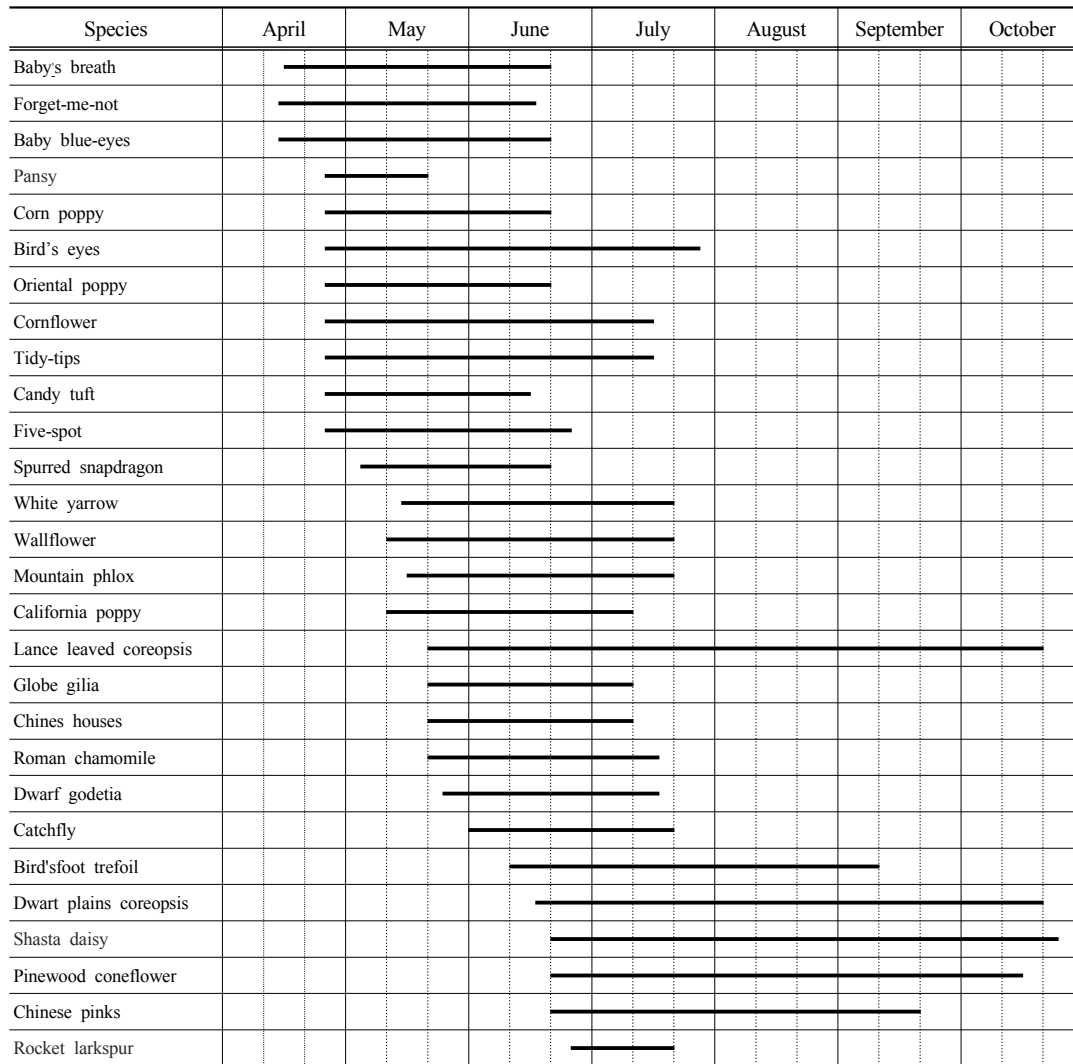 Species April May June July August September October
Baby's breath
Forget-me-not
Baby blue-eyes
Pansy
Corn poppy
Bird's eyes
Oriental poppy
Cornflower
Tidy-tips
Candy tuft
Five-spot
Spurred snapdragon
White yarrow
Wallflower
Mountain phlox
California poppy
Lance leaved coreopsis
Globe gilia
Chines houses
Roman chamomile
Dwarf godetia
Catchfly
Bird'sfoot trefoil
Dwart plains coreopsis
Shasta daisy
Pinewood coneflower
Chinese pinks
Rocket larkspur